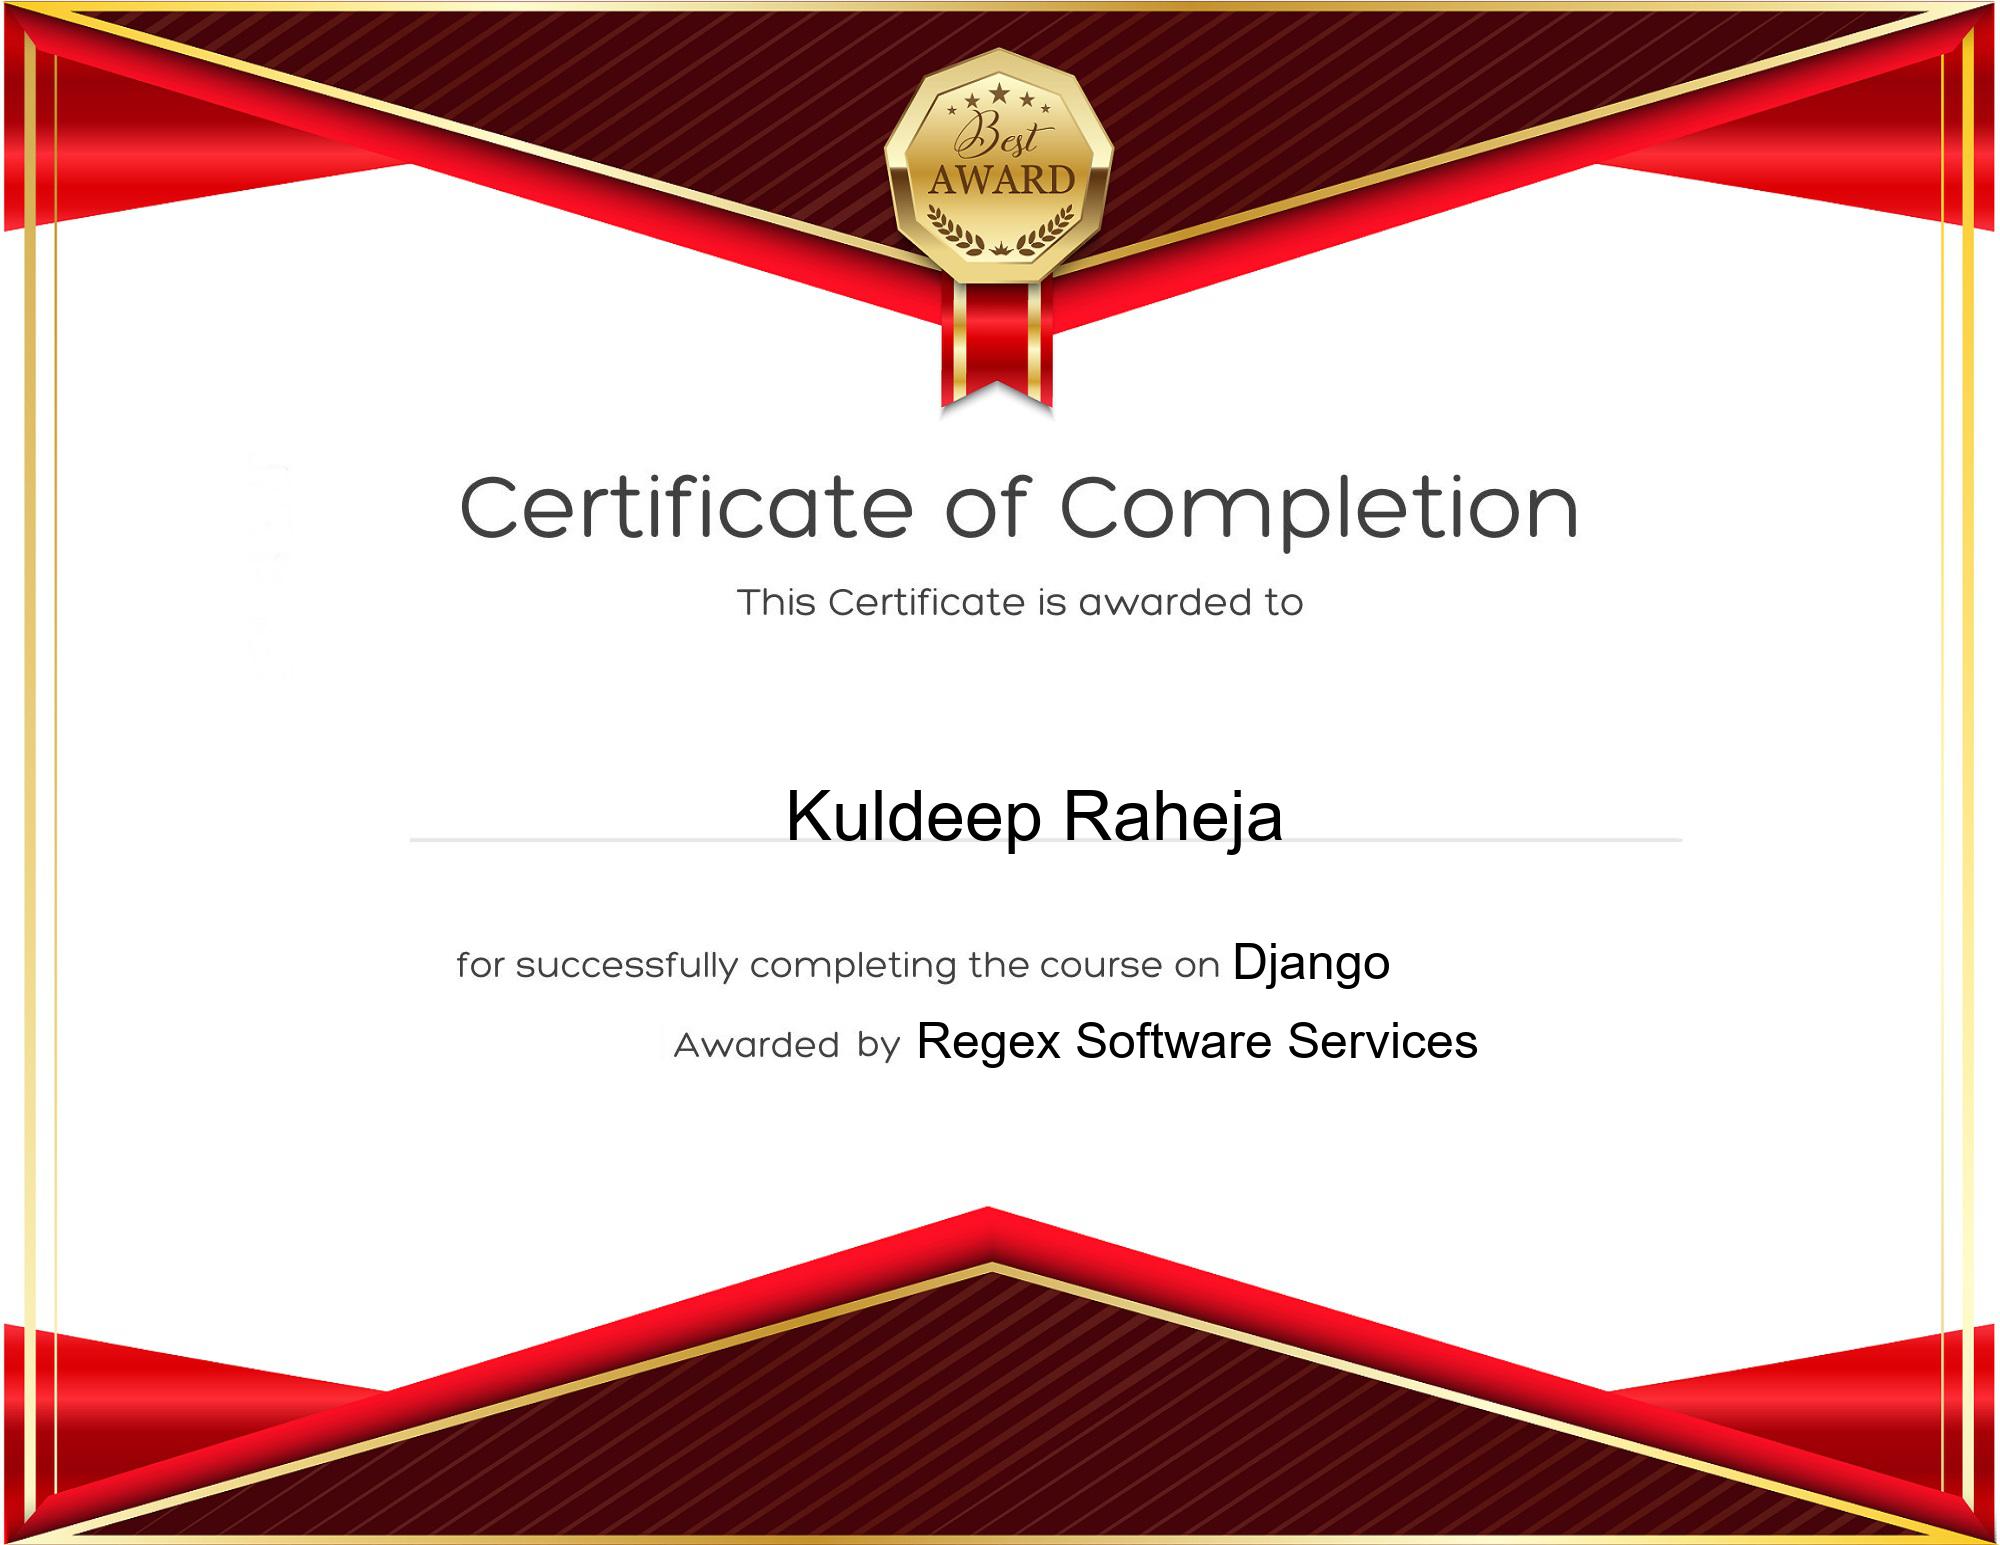 Best
AWARD
Certificate of Completion
This Certificate is awarded to
Kuldeep Raheja
for successfully completing the course on Django
Awarded by Regex Software Services